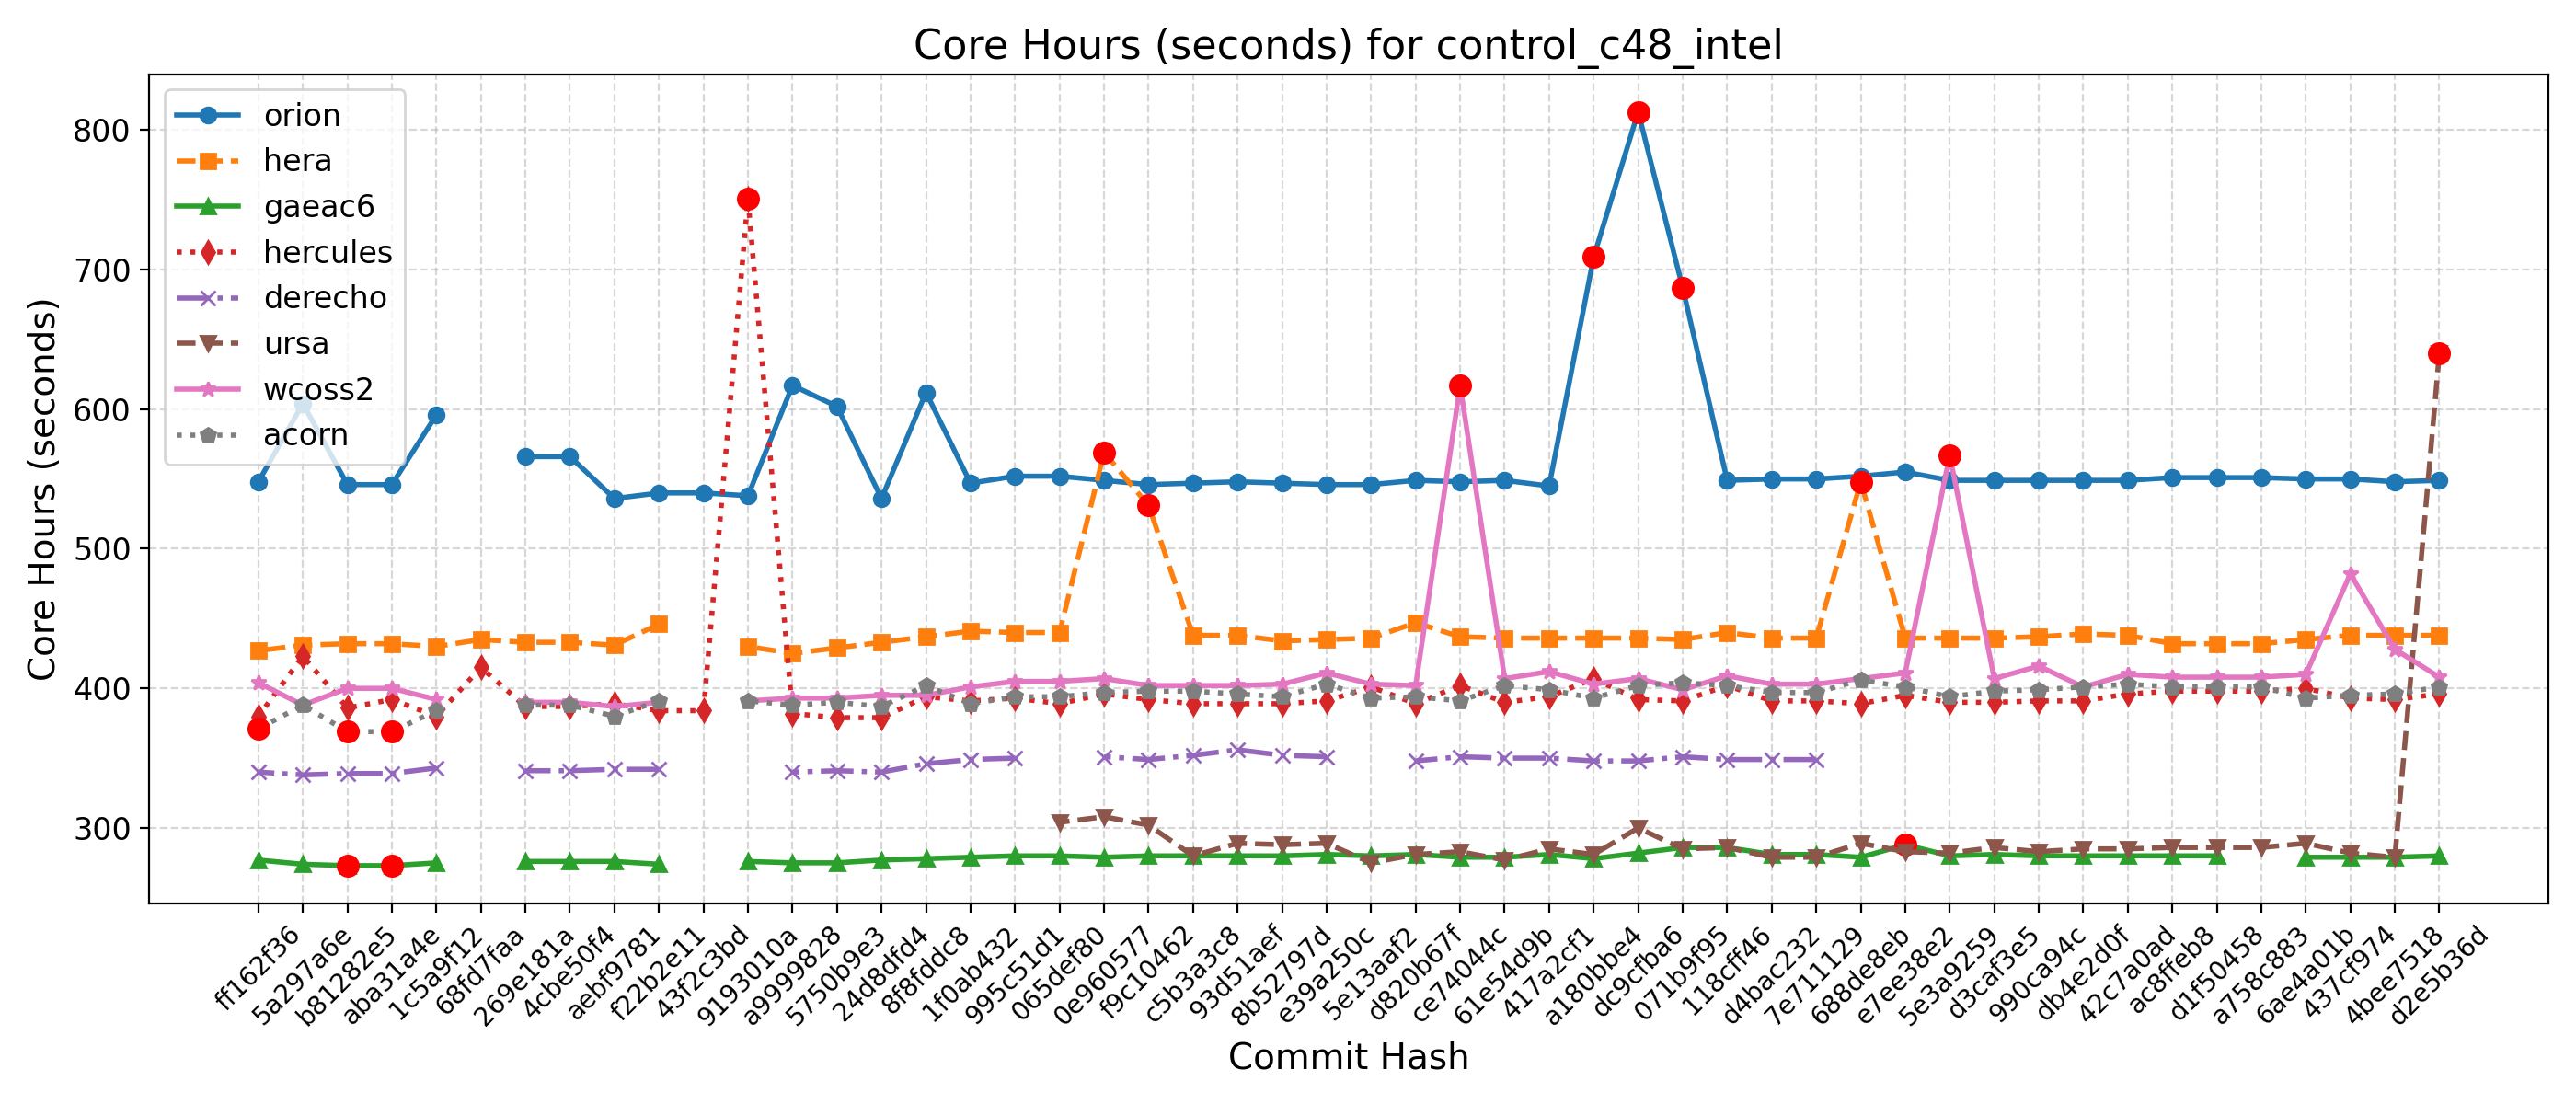 Core Hours (seconds) for control_c48_intel
Core Hours (seconds)
800
700
600
500
400
300
orion
hera
gaeac6
hercules
derecho
ursa
wcoss2
acorn
ff162f36
5a297a6e
b81282e5
aba31a4e
1c5a9f12
68fd7faa
269e181a
4cbe50f4
aebf9781
f22b2e11
43f2c3bd
9193010a
a9999828
5750b9e3
24d8dfd4
8f8fddc8
1f0ab432
995c51d1
065def80
0e960577
f9c10462
c5b3a3c8
93d51aef
8b52797d
e39a250c
5e13aaf2
d820b67f
ce74044c
61e54d9b
417a2cf1
a180bbe4
dc9cfba6
071b9f95
118cff46
d4bac232
7e711129
688de8eb
e7ee38e2
5e3a9259
d3caf3e5
990ca94c
db4e2d0f
42c7a0ad
ac8ffeb8
d1f50458
a758c883
6ae4a01b
437cf974
4bee7518
d2e5b36d
Commit Hash